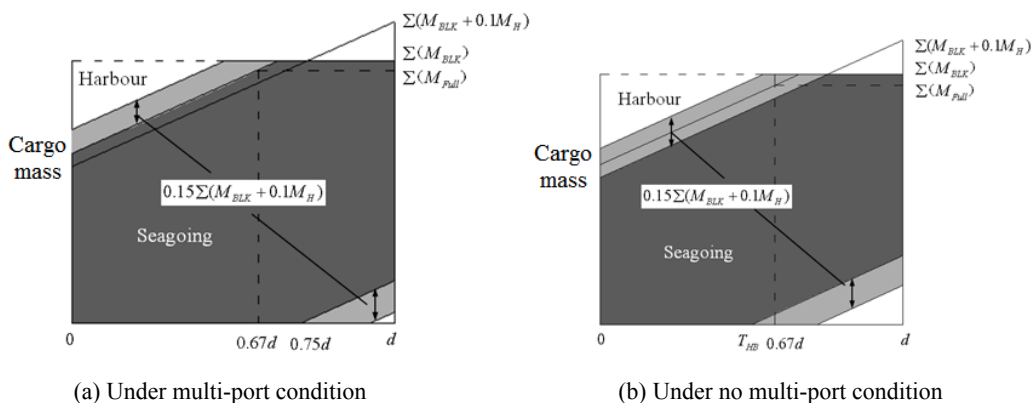 Σ(M_BLK + 0.1M_H)
Σ(M_BLK)
Σ(M_Full)
Harbour
Cargo
mass
0.15Σ(M_BLK + 0.1M_H)
Seagoing
0
0.67d
0.75d
d
(a) Under multi-port condition
Σ(M_BLK + 0.1M_H)
Σ(M_BLK)
Σ(M_Full)
Harbour
Cargo
mass
0.15Σ(M_BLK + 0.1M_H)
Seagoing
0
T_HB
0.67d
d
(b) Under no multi-port condition